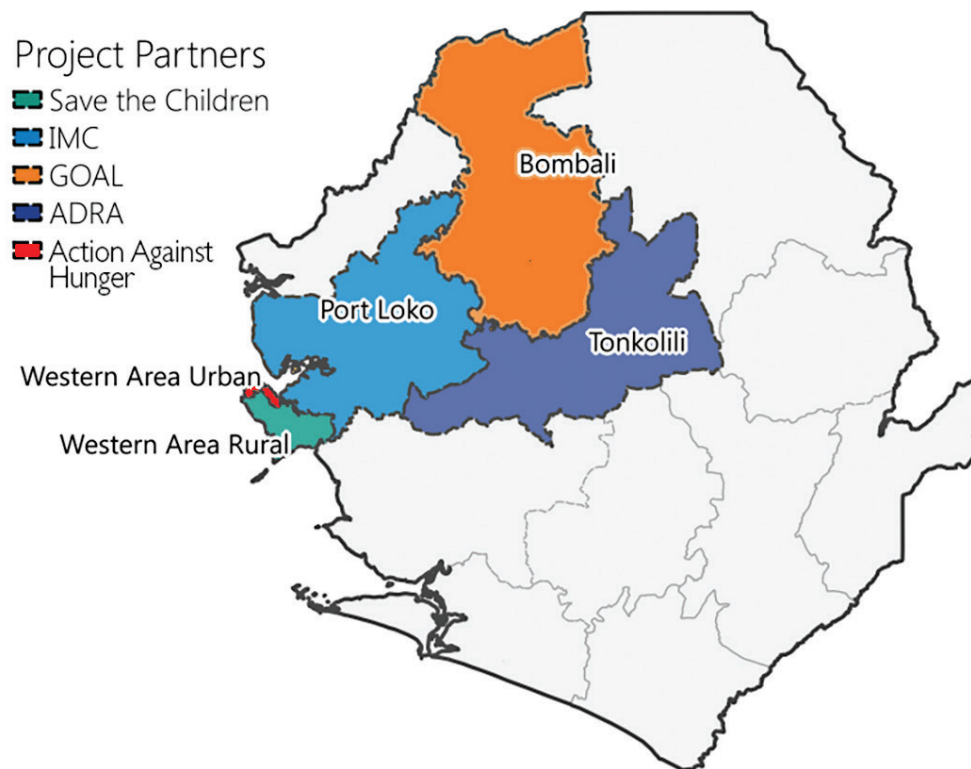 Project Partners
Save the Children
IMC
GOAL
ADRA
Action Against
Hunger
Bombali
Port Loko
Tonkolili
Western Area Urban
Western Area Rural